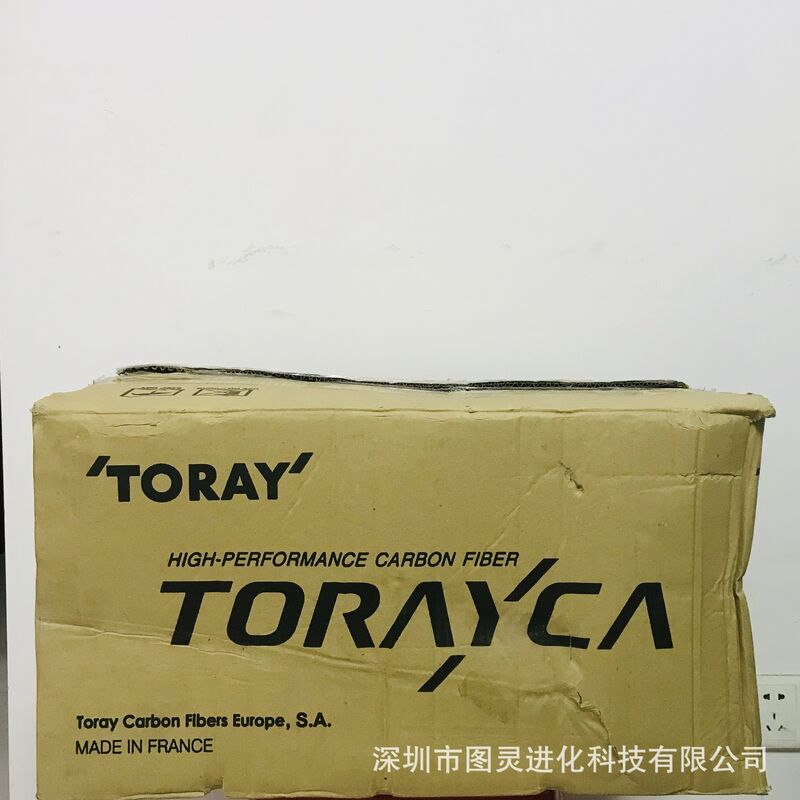 'TORAY'
HIGH-PERFORMANCE CARBON FIBER
TORAYCA
Toray Carbon Fibers Europe, S.A.
MADE IN FRANCE
深圳市图灵进化科技有限公司